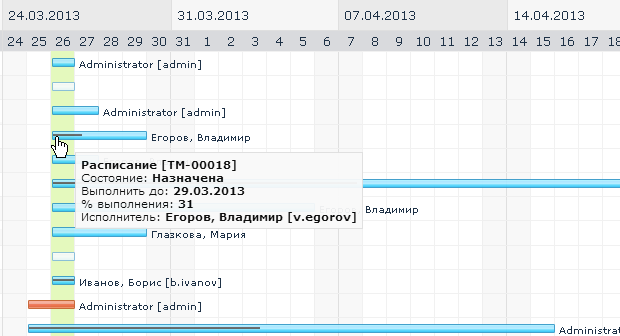 24.03.2013 31.03.2013 07.04.2013 14.04.2013
24 25 26 27 28 29 30 31 1 2 3 4 5 6 7 8 9 10 11 12 13 14 15 16 17 18
Administrator [admin]
Administrator [admin]
Егоров, Владимир
Расписание [TM-00018]
Состояние: Назначена
Выполнить до: 29.03.2013
% выполнения: 31
Владимир
Исполнитель: Егоров, Владимир [v.egorov]
Глазкова, Мария
Иванов, Борис [b.ivanov]
Administrator [admin]
Administrat